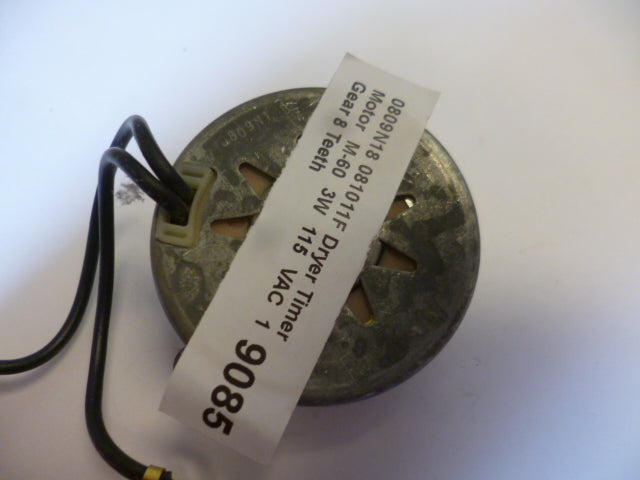 0809N18 081011F Dryer Timer
Motor M-60 3W 115 VAC 1
Gear 8 Teeth
9085